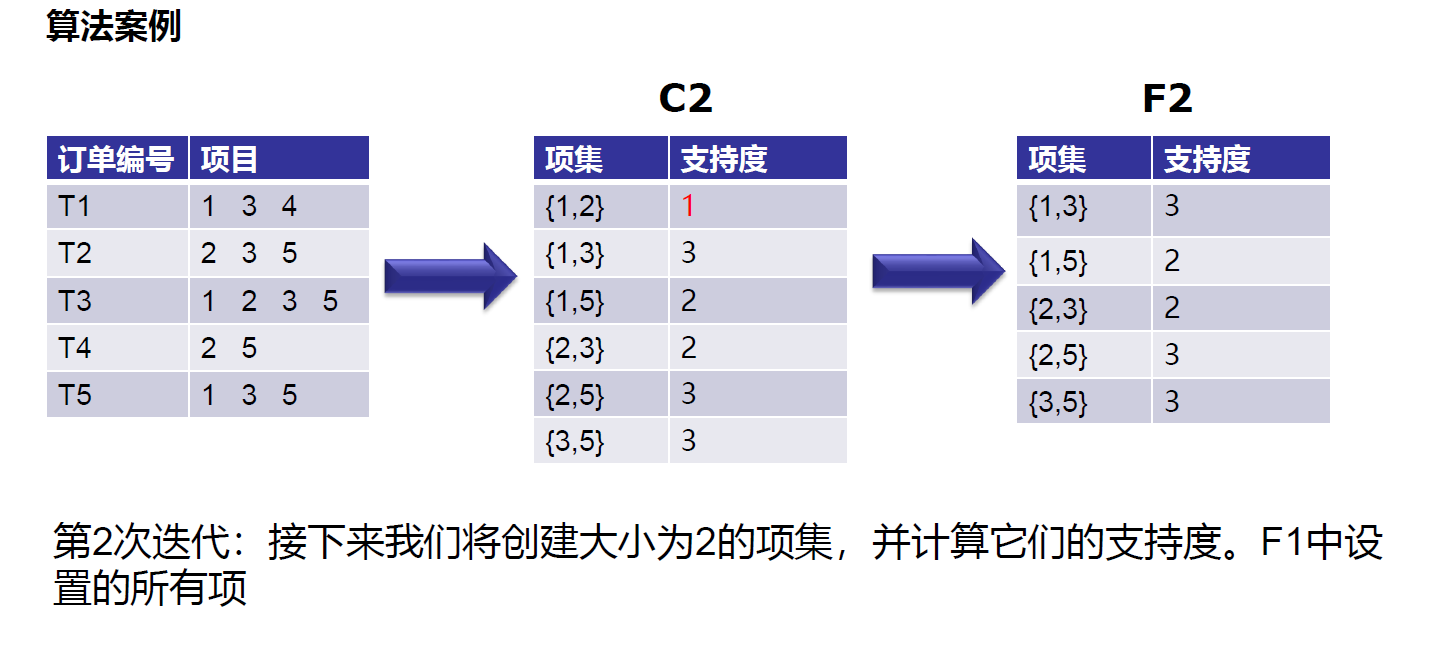 算法案例
C2
F2
订单编号 项目
T1 1 3 4
T2 2 3 5
T3 1 2 3 5
T4 2 5
T5 1 3 5
项集 支持度
{1,2} 1
{1,3} 3
{1,5} 2
{2,3} 2
{2,5} 3
{3,5} 3
项集 支持度
{1,3} 3
{1,5} 2
{2,3} 2
{2,5} 3
{3,5} 3
第2次迭代：接下来我们将创建大小为2的项集，并计算它们的支持度。F1中设
置的所有项